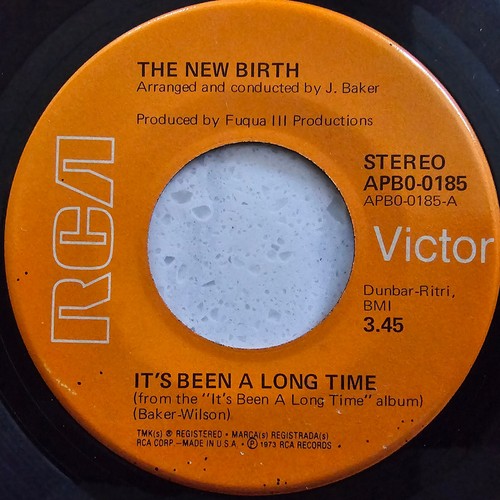 THE NEW BIRTH
Arranged and conducted by J. Baker
Produced by Fuqua III Productions
RCA
STEREO
APBO-0185
APBO-0185-A
Victor
Dunbar-Ritri,
BMI
3.45
IT'S BEEN A LONG TIME
(from the "It's Been A Long Time" album)
(Baker-Wilson)
TMK(s) ® REGISTERED • MARCA(s) REGISTRADA(s)
RCA CORP.-MADE IN U.S.A. • ℗ 1973 RCA RECORDS